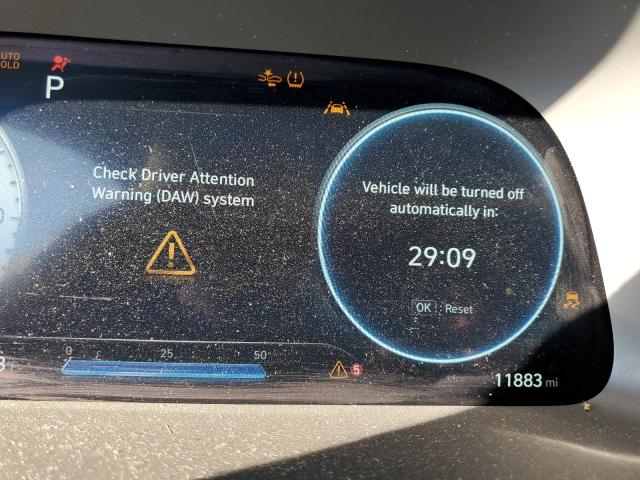 AUTO
HOLD
P
Check Driver Attention
Warning (DAW) system
Vehicle will be turned off
automatically in:
29:09
OK : Reset
0
25
50
5
11883 mi